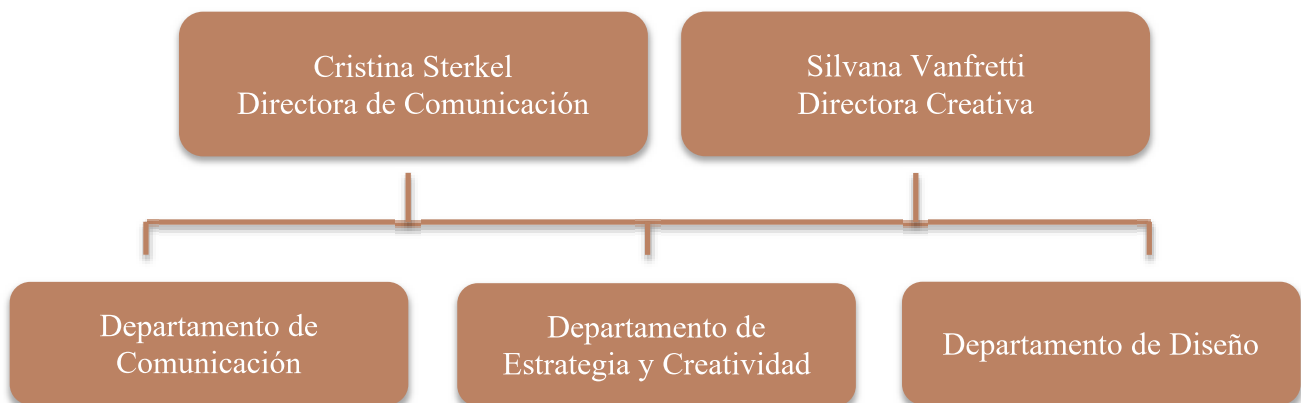 Cristina Sterkel
Directora de Comunicación
Silvana Vanfretti
Directora Creativa
Departamento de
Comunicación
Departamento de
Estrategia y Creatividad
Departamento de Diseño